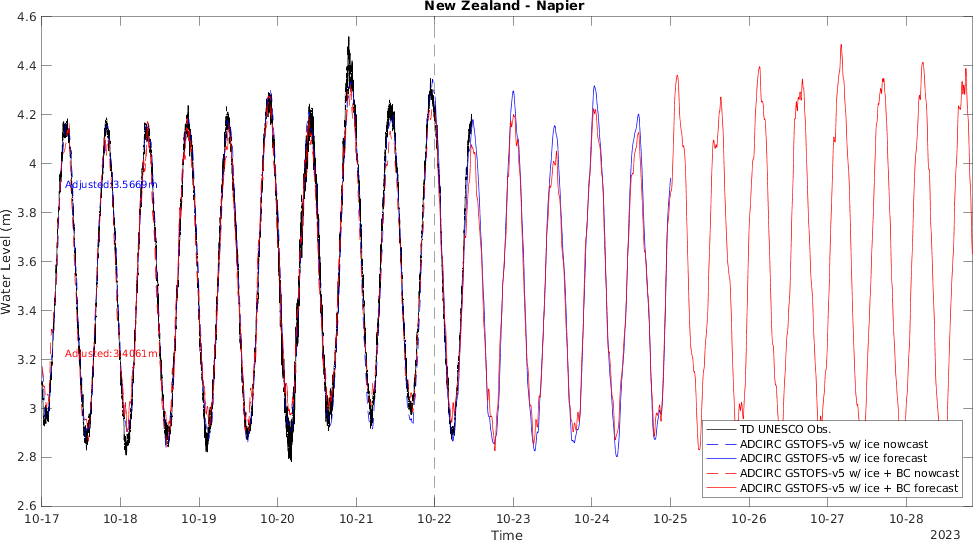 New Zealand - Napier
4.6
4.4
4.2
4
3.8
3.6
3.4
3.2
3
2.8
2.6
Water Level (m)
Adjusted:3.5669m
Adjusted:3.4061m
TD UNESCO Obs.
ADCIRC GSTOFS-v5 w/ ice nowcast
ADCIRC GSTOFS-v5 w/ ice forecast
ADCIRC GSTOFS-v5 w/ ice + BC nowcast
ADCIRC GSTOFS-v5 w/ ice + BC forecast
10-17 10-18 10-19 10-20 10-21 10-22 10-23 10-24 10-25 10-26 10-27 10-28
Time
2023